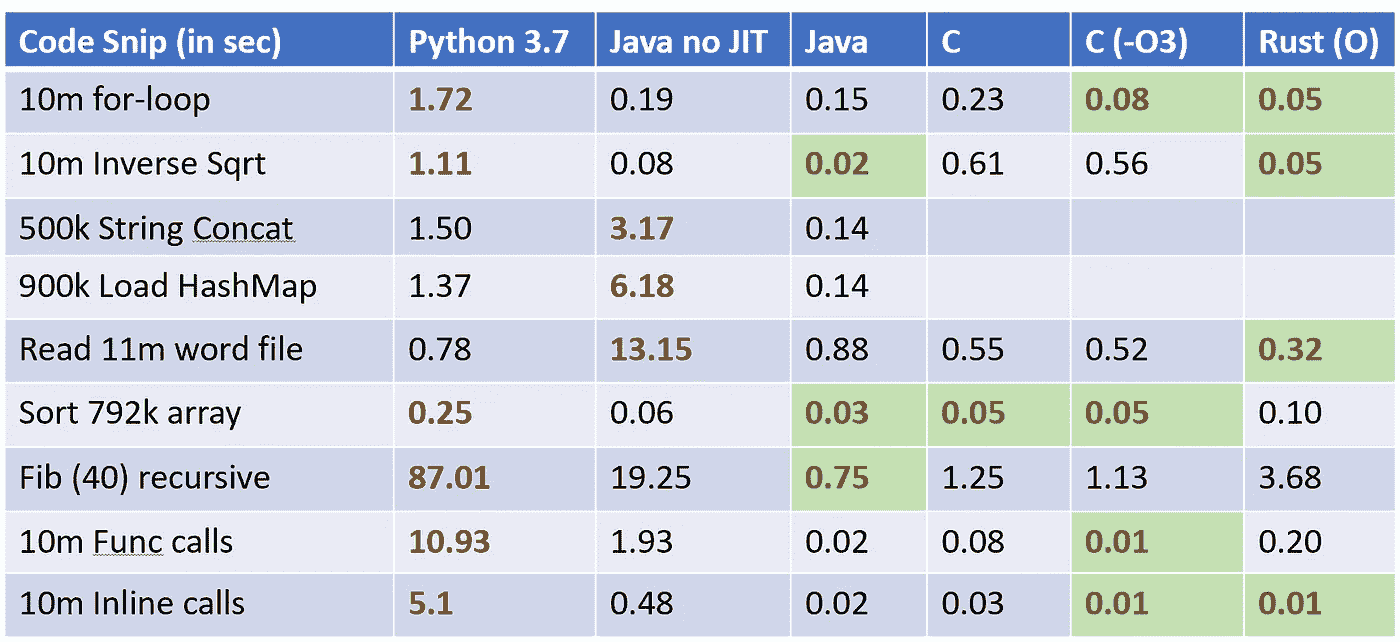 Code Snip (in sec) Python 3.7 Java no JIT Java C C (-O3) Rust (O)
10m for-loop 1.72 0.19 0.15 0.23 0.08 0.05
10m Inverse Sqrt 1.11 0.08 0.02 0.61 0.56 0.05
500k String Concat 1.50 3.17 0.14
900k Load HashMap 1.37 6.18 0.14
Read 11m word file 0.78 13.15 0.88 0.55 0.52 0.32
Sort 792k array 0.25 0.06 0.03 0.05 0.05 0.10
Fib (40) recursive 87.01 19.25 0.75 1.25 1.13 3.68
10m Func calls 10.93 1.93 0.02 0.08 0.01 0.20
10m Inline calls 5.1 0.48 0.02 0.03 0.01 0.01